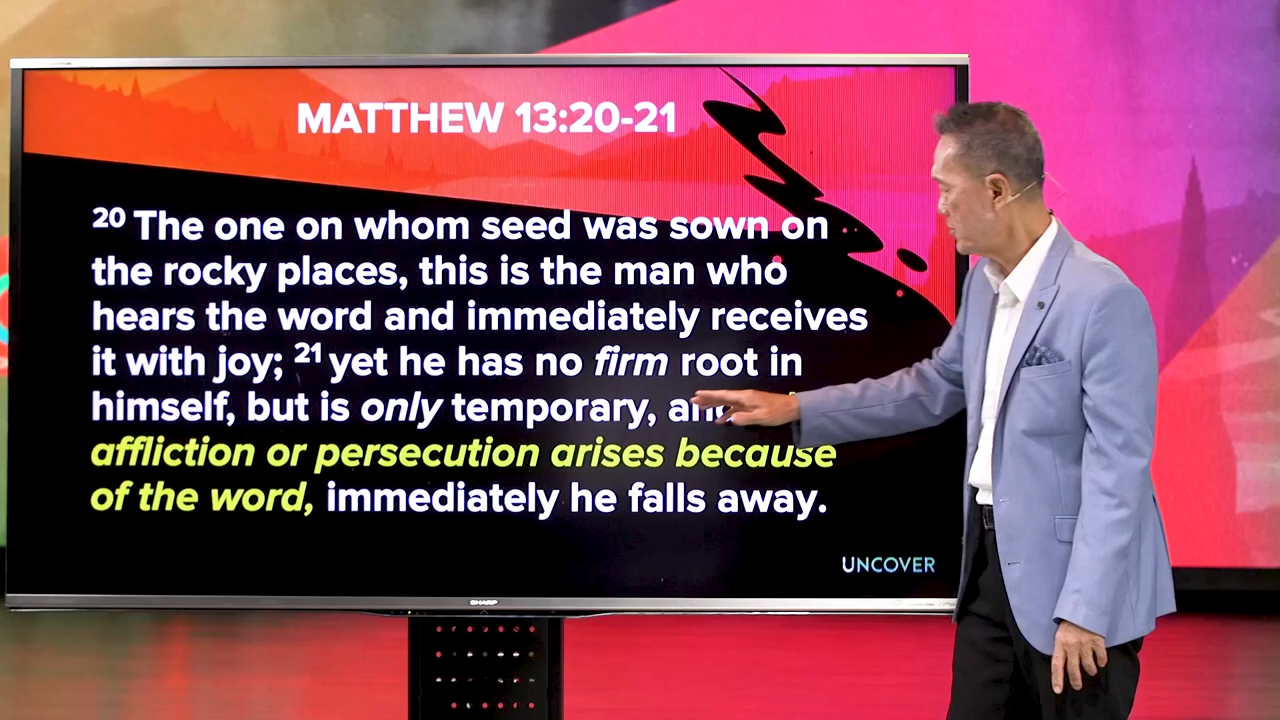 MATTHEW 13:20-21
20 The one on whom seed was sown on
the rocky places, this is the man who
hears the word and immediately receives
it with joy; 21 yet he has no firm root in
himself, but is only temporary,
affliction or persecution arises because
of the word, immediately he falls away.
UNCOVER
SHARP